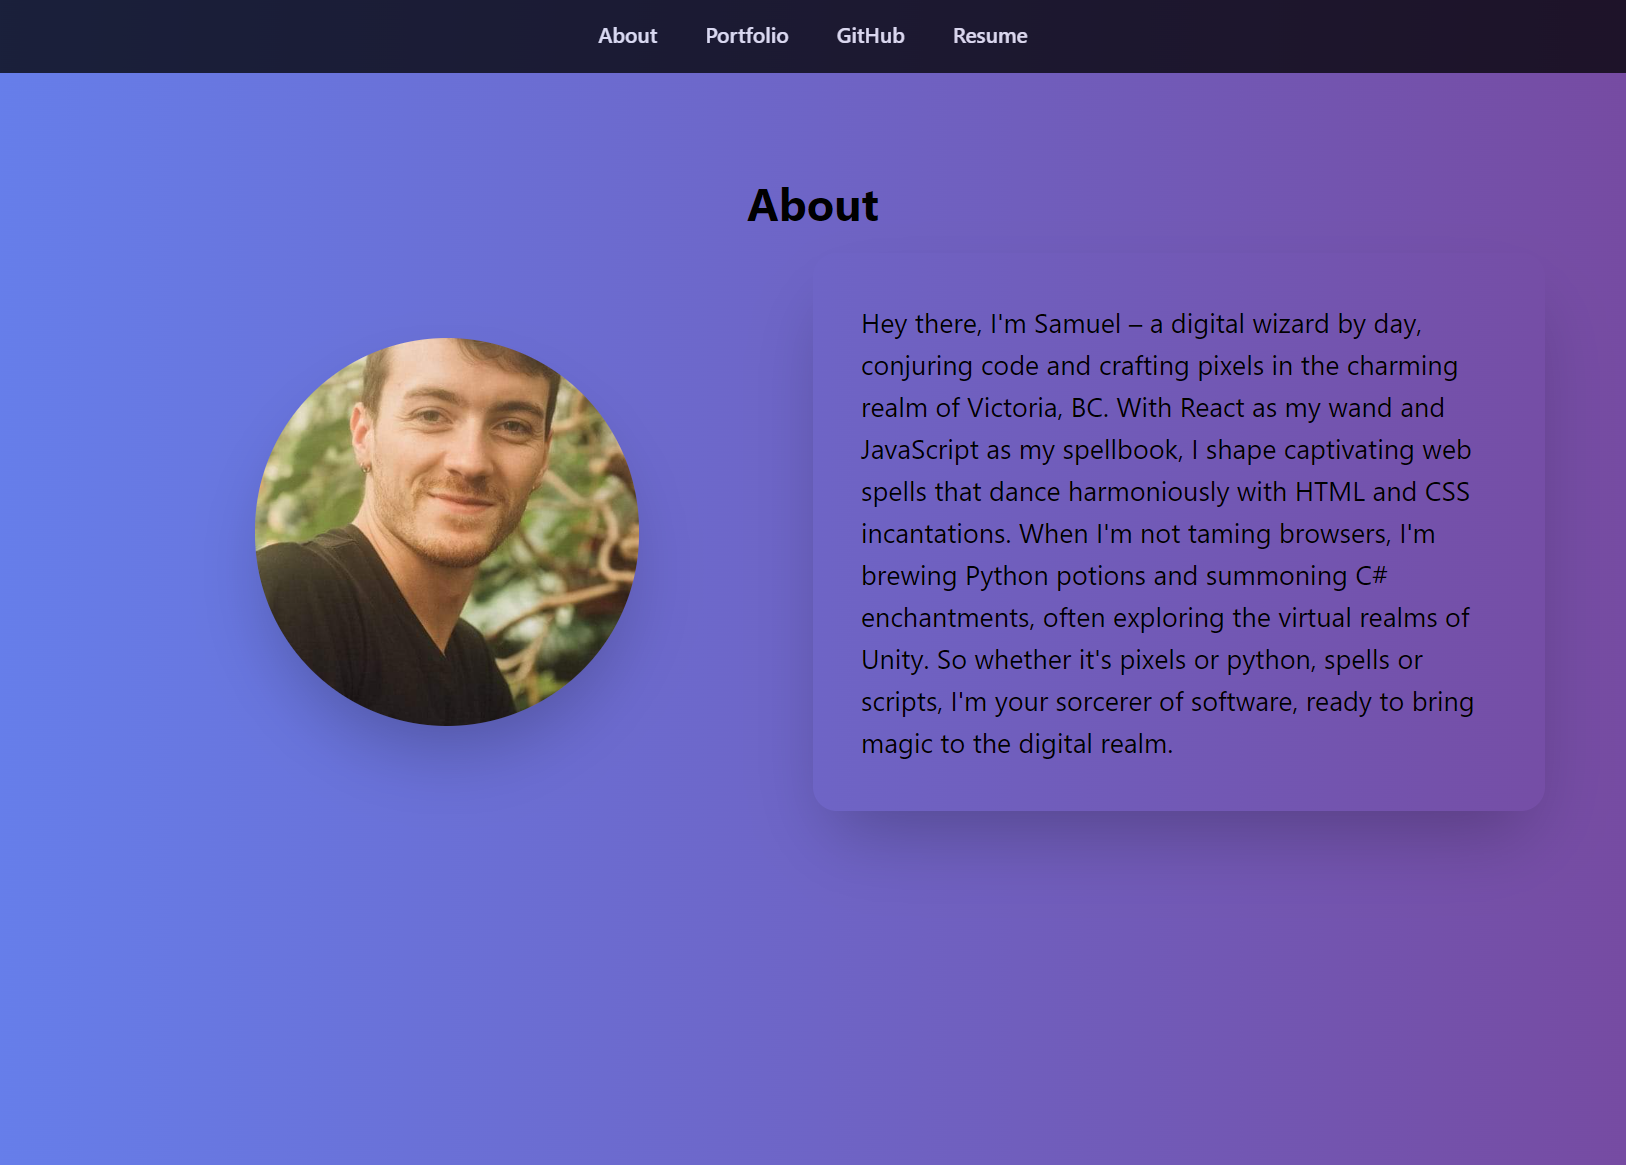 About Portfolio GitHub Resume
About
Hey there, I'm Samuel – a digital wizard by day,
conjuring code and crafting pixels in the charming
realm of Victoria, BC. With React as my wand and
JavaScript as my spellbook, I shape captivating web
spells that dance harmoniously with HTML and CSS
incantations. When I'm not taming browsers, I'm
brewing Python potions and summoning C#
enchantments, often exploring the virtual realms of
Unity. So whether it's pixels or python, spells or
scripts, I'm your sorcerer of software, ready to bring
magic to the digital realm.